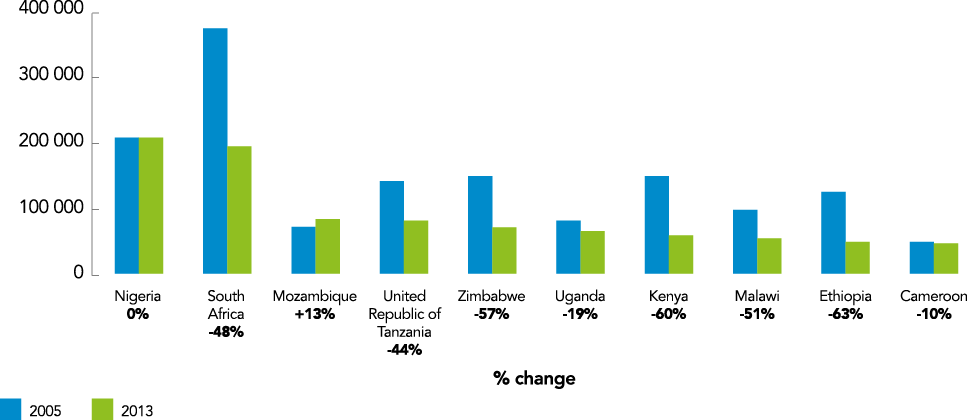 400 000
300 000
200 000
100 000
0
Nigeria
0%
South
Africa
-48%
Mozambique
+13%
United
Republic of
Tanzania
-44%
Zimbabwe
-57%
Uganda
-19%
Kenya
-60%
Malawi
-51%
Ethiopia
-63%
Cameroon
-10%
% change
2005
2013